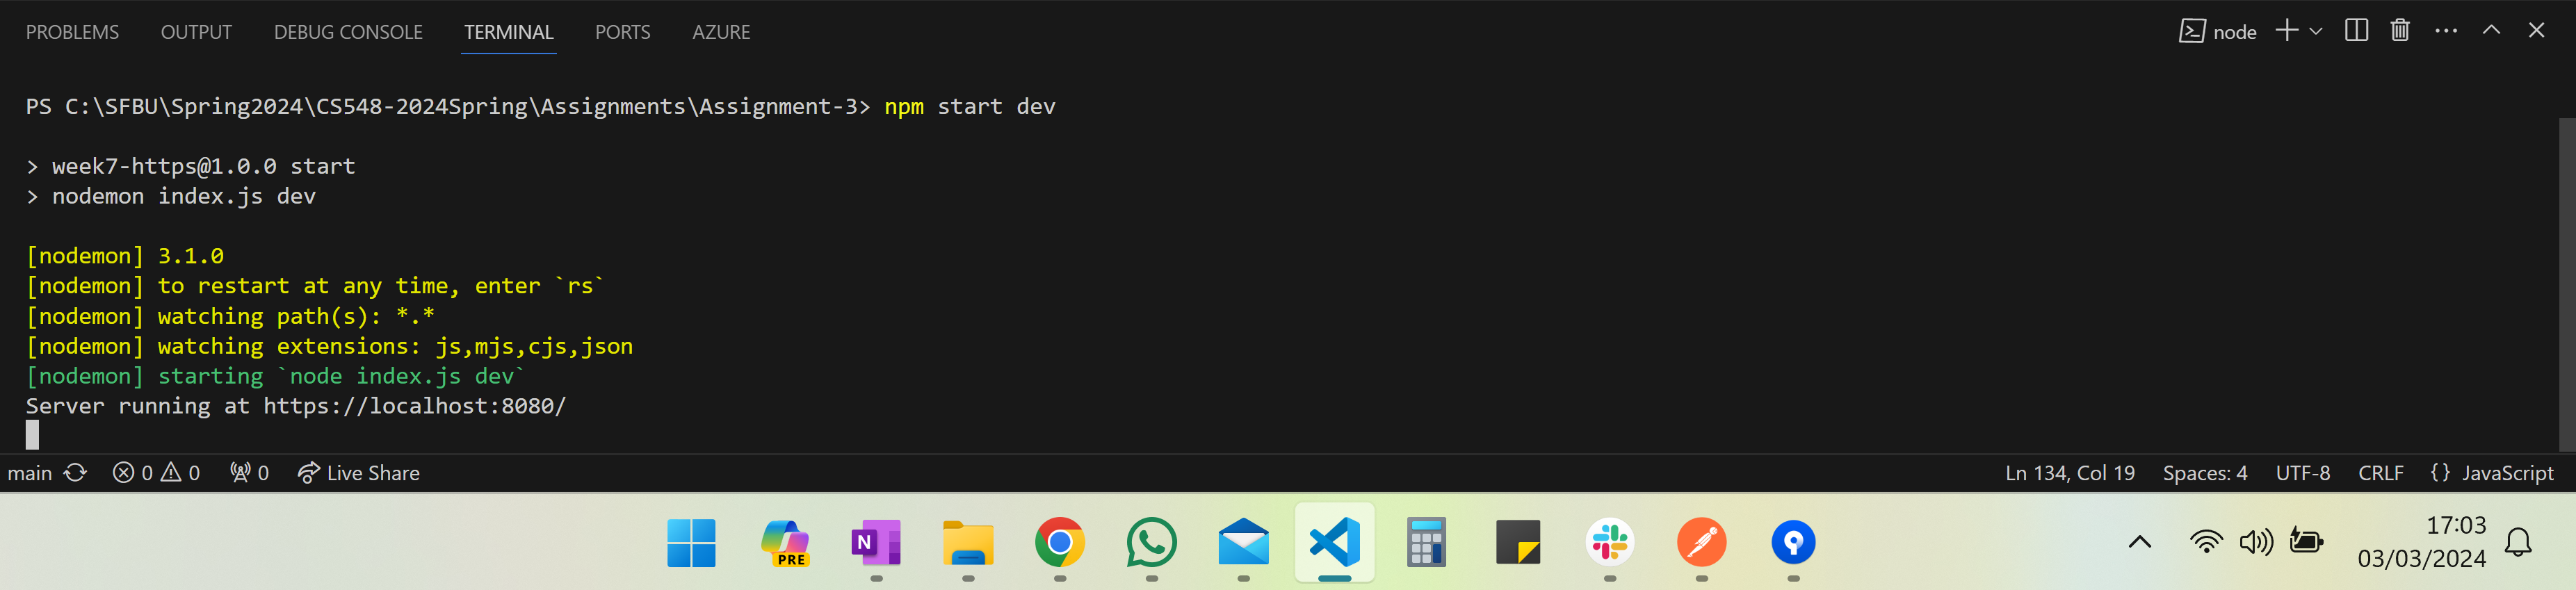 PROBLEMS OUTPUT DEBUG CONSOLE TERMINAL PORTS AZURE node
PS C:\SFBU\Spring2024\CS548-2024Spring\Assignments\Assignment-3> npm start dev
> week7-https@1.0.0 start
> nodemon index.js dev
[nodemon] 3.1.0
[nodemon] to restart at any time, enter `rs`
[nodemon] watching path(s): *.*
[nodemon] watching extensions: js,mjs,cjs,json
[nodemon] starting `node index.js dev`
Server running at https://localhost:8080/
main 0 0 0 Live Share Ln 134, Col 19 Spaces: 4 UTF-8 CRLF {} JavaScript
PRE N 17:03
03/03/2024